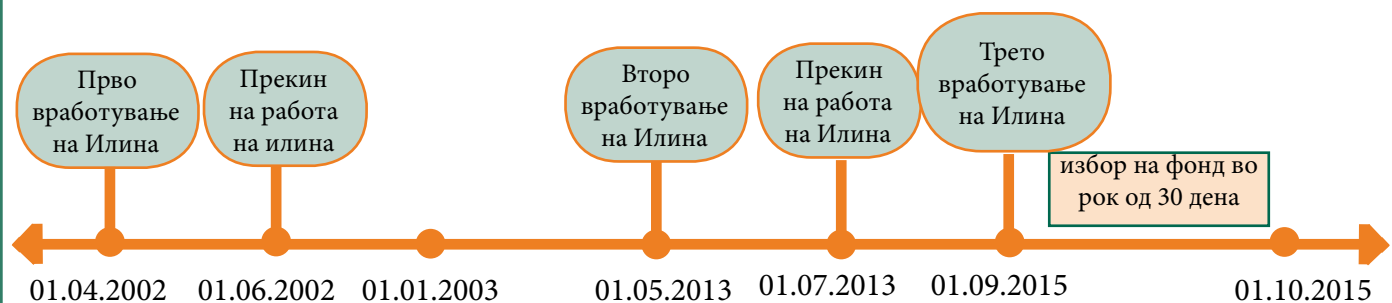 Прво
вработување
на Илина
Прекин
на работа
на илина
Второ
вработување
на Илина
Прекин
на работа
на Илина
Трето
вработување
на Илина
избор на фонд во
рок од 30 дена
01.04.2002
01.06.2002
01.01.2003
01.05.2013
01.07.2013
01.09.2015
01.10.2015